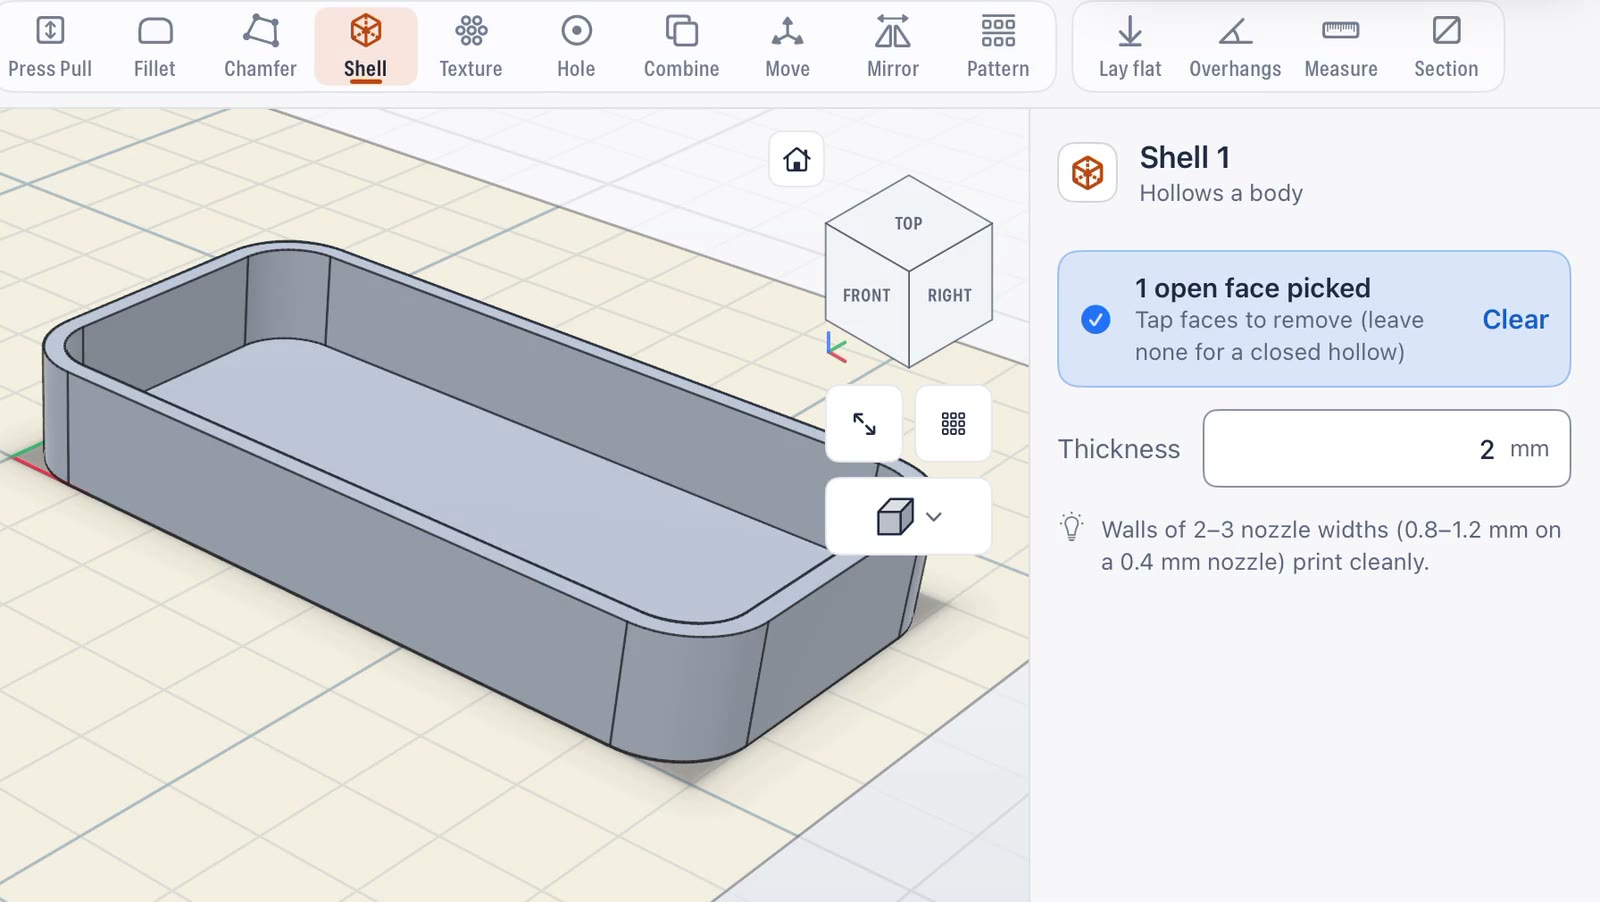 Press Pull
Fillet
Chamfer
Shell
Texture
Hole
Combine
Move
Mirror
Pattern
Lay flat
Overhangs
Measure
Section
TOP
FRONT
RIGHT
Shell 1
Hollows a body
1 open face picked
Tap faces to remove (leave
none for a closed hollow)
Clear
Thickness
2 mm
Walls of 2–3 nozzle widths (0.8–1.2 mm on
a 0.4 mm nozzle) print cleanly.